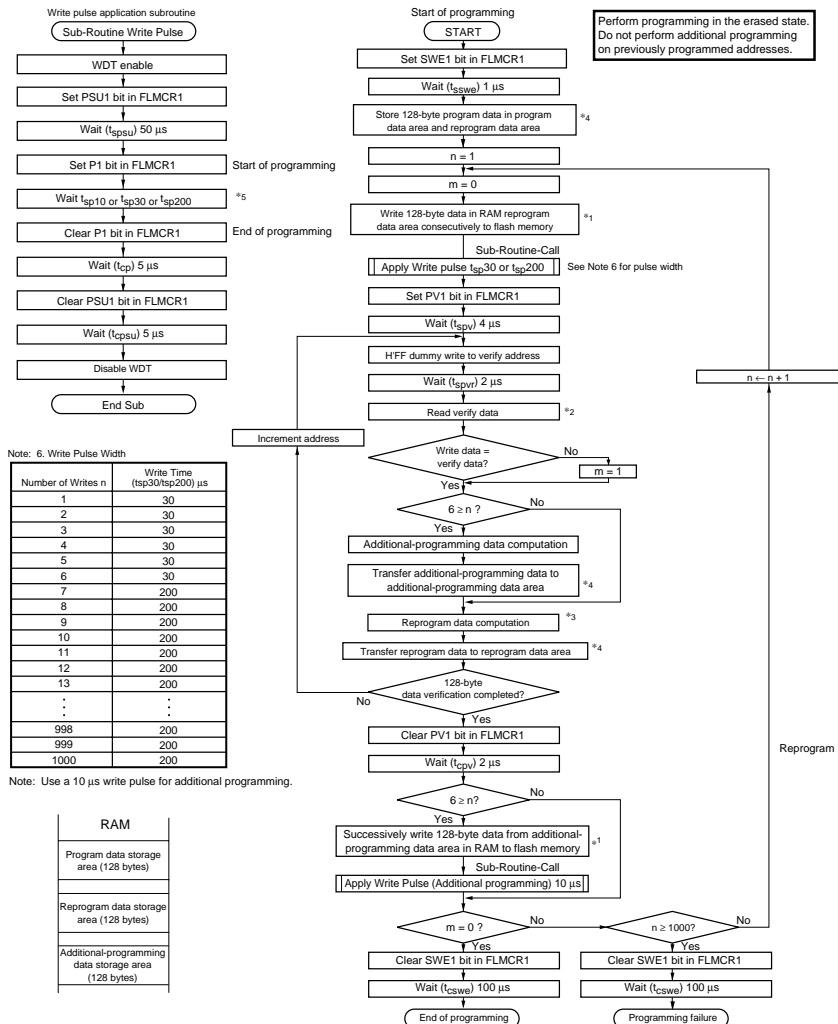 Write pulse application subroutine
Sub-Routine Write Pulse
WDT enable
Set PSU1 bit in FLMCR1
Wait (tspsu) 50 µs
Set P1 bit in FLMCR1
Start of programming
Wait tsp10 or tsp30 or tsp200
*5
Clear P1 bit in FLMCR1
End of programming
Wait (tcp) 5 µs
Clear PSU1 bit in FLMCR1
Wait (tcpsu) 5 µs
Disable WDT
End Sub
Note: 6. Write Pulse Width
Number of Writes n
Write Time
(tsp30/tsp200) µs
1 30
2 30
3 30
4 30
5 30
6 30
7 200
8 200
9 200
10 200
11 200
12 200
13 200
998 200
999 200
1000 200
Note: Use a 10 µs write pulse for additional programming.
RAM
Program data storage
area (128 bytes)
Reprogram data storage
area (128 bytes)
Additional-programming
data storage area
(128 bytes)
Start of programming
START
Set SWE1 bit in FLMCR1
Wait (tsswe) 1 µs
Store 128-byte program data in program
data area and reprogram data area
*4
n = 1
m = 0
Write 128-byte data in RAM reprogram
data area consecutively to flash memory
*1
Sub-Routine-Call
Apply Write pulse tsp30 or tsp200
See Note 6 for pulse width
Set PV1 bit in FLMCR1
Wait (tspv) 4 µs
H'FF dummy write to verify address
Wait (tspvr) 2 µs
Read verify data
*2
Increment address
Write data =
verify data?
No
m = 1
Yes
6 ≥ n ?
No
Yes
Additional-programming data computation
Transfer additional-programming data to
additional-programming data area
*4
Reprogram data computation
*3
Transfer reprogram data to reprogram data area
*4
128-byte
data verification completed?
No
Yes
Clear PV1 bit in FLMCR1
Wait (tcpv) 2 µs
6 ≥ n?
No
Yes
Successively write 128-byte data from additional-
programming data area in RAM to flash memory
*1
Sub-Routine-Call
Apply Write Pulse (Additional programming) 10 µs
m = 0 ?
No
Yes
Clear SWE1 bit in FLMCR1
Wait (tcswe) 100 µs
End of programming
n ≥ 1000?
No
Yes
Clear SWE1 bit in FLMCR1
Wait (tcswe) 100 µs
Programming failure
n ← n + 1
Reprogram
Perform programming in the erased state.
Do not perform additional programming
on previously programmed addresses.